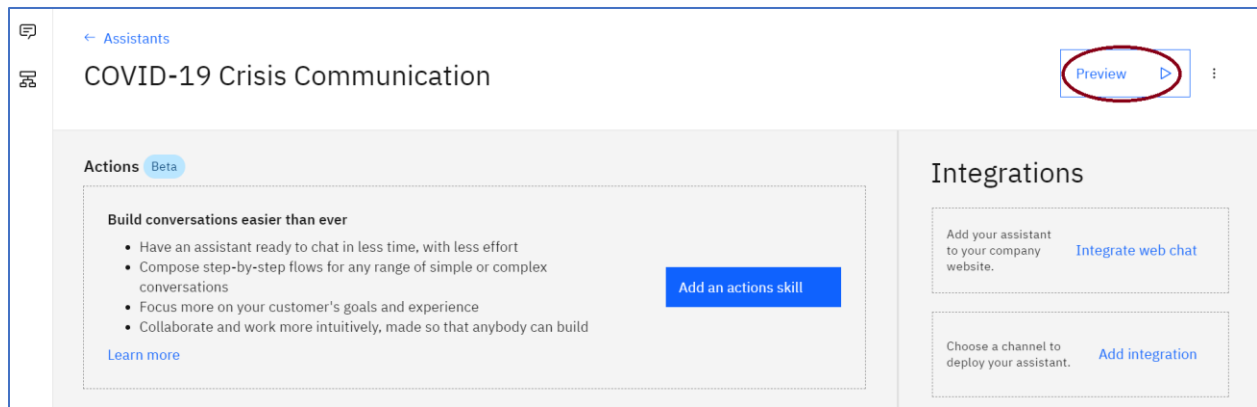 ← Assistants
COVID-19 Crisis Communication
Preview
Actions Beta
Build conversations easier than ever
• Have an assistant ready to chat in less time, with less effort
• Compose step-by-step flows for any range of simple or complex
conversations
• Focus more on your customer's goals and experience
• Collaborate and work more intuitively, made so that anybody can build
Learn more
Add an actions skill
Integrations
Add your assistant
to your company
website.
Integrate web chat
Choose a channel to
deploy your assistant.
Add integration